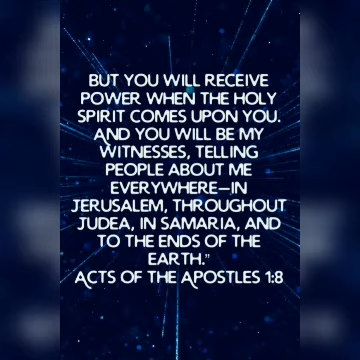 BUT YOU WILL RECEIVE
POWER WHEN THE HOLY
SPIRIT COMES UPON YOU.
AND YOU WILL BE MY
WITNESSES, TELLING
PEOPLE ABOUT ME
EVERYWHERE—IN
JERUSALEM, THROUGHOUT
JUDEA, IN SAMARIA, AND
TO THE ENDS OF THE
EARTH.”
ACTS OF THE APOSTLES 1:8